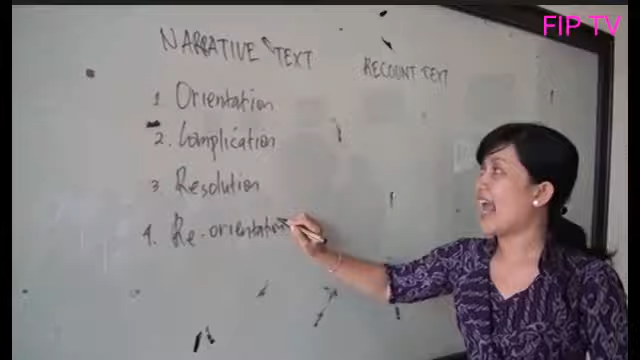 FIP TV
NARRATIVE TEXT
RECOUNT TEXT
1 Orientation
2. Complication
3. Resolution
4. Re-orientation